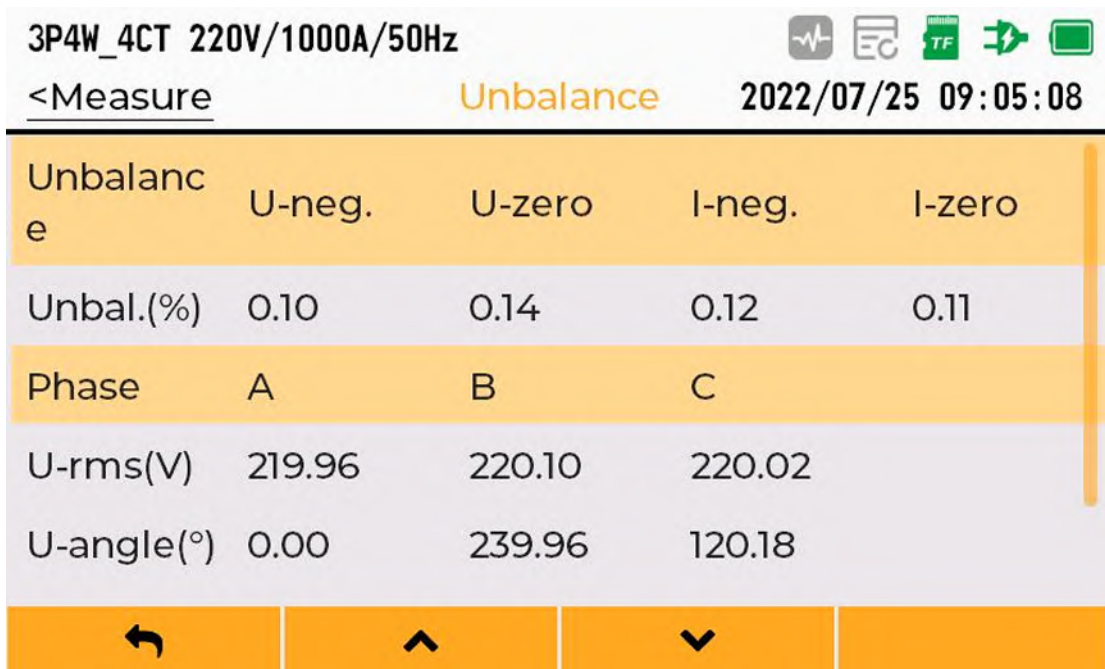 3P4W_4CT 220V/1000A/50Hz TF
<Measure Unbalance 2022/07/25 09:05:08
Unbalanc
e U-neg. U-zero I-neg. I-zero
Unbal.(%) 0.10 0.14 0.12 0.11
Phase A B C
U-rms(V) 219.96 220.10 220.02
U-angle(°) 0.00 239.96 120.18